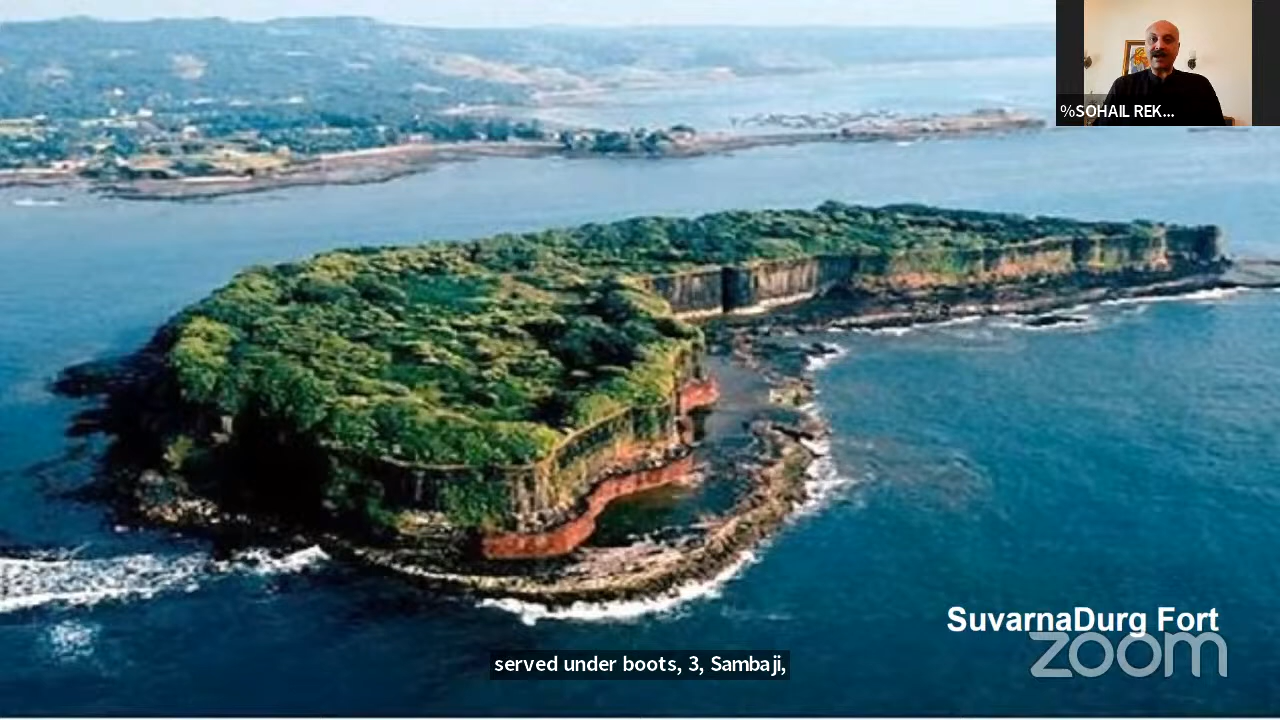 %SOHAIL REK...
SuvarnaDurg Fort
zoom
served under boots, 3, Sambaji,